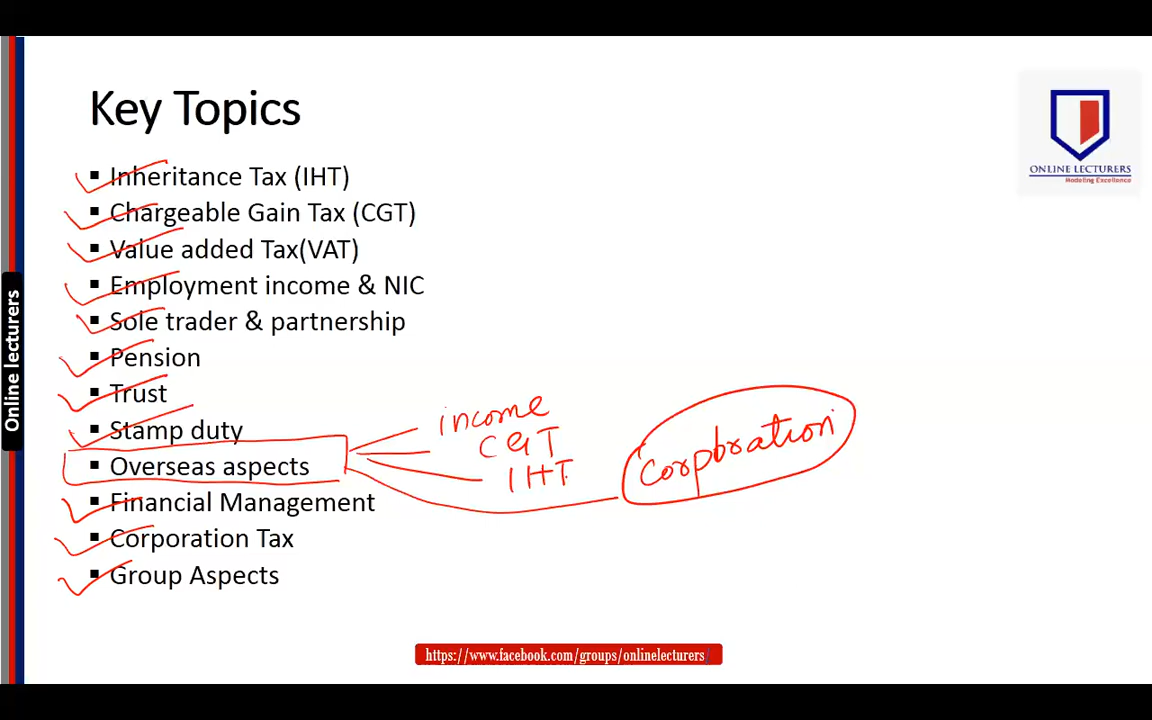 Key Topics
ONLINE LECTURERS
Modeling Excellence
Inheritance Tax (IHT)
Chargeable Gain Tax (CGT)
Value added Tax(VAT)
Employment income & NIC
Sole trader & partnership
Pension
Trust
Stamp duty
Overseas aspects
income
CGT
IHT
corporation
Financial Management
Corporation Tax
Group Aspects
Online lecturers
https://www.facebook.com/groups/onlinelecturers/